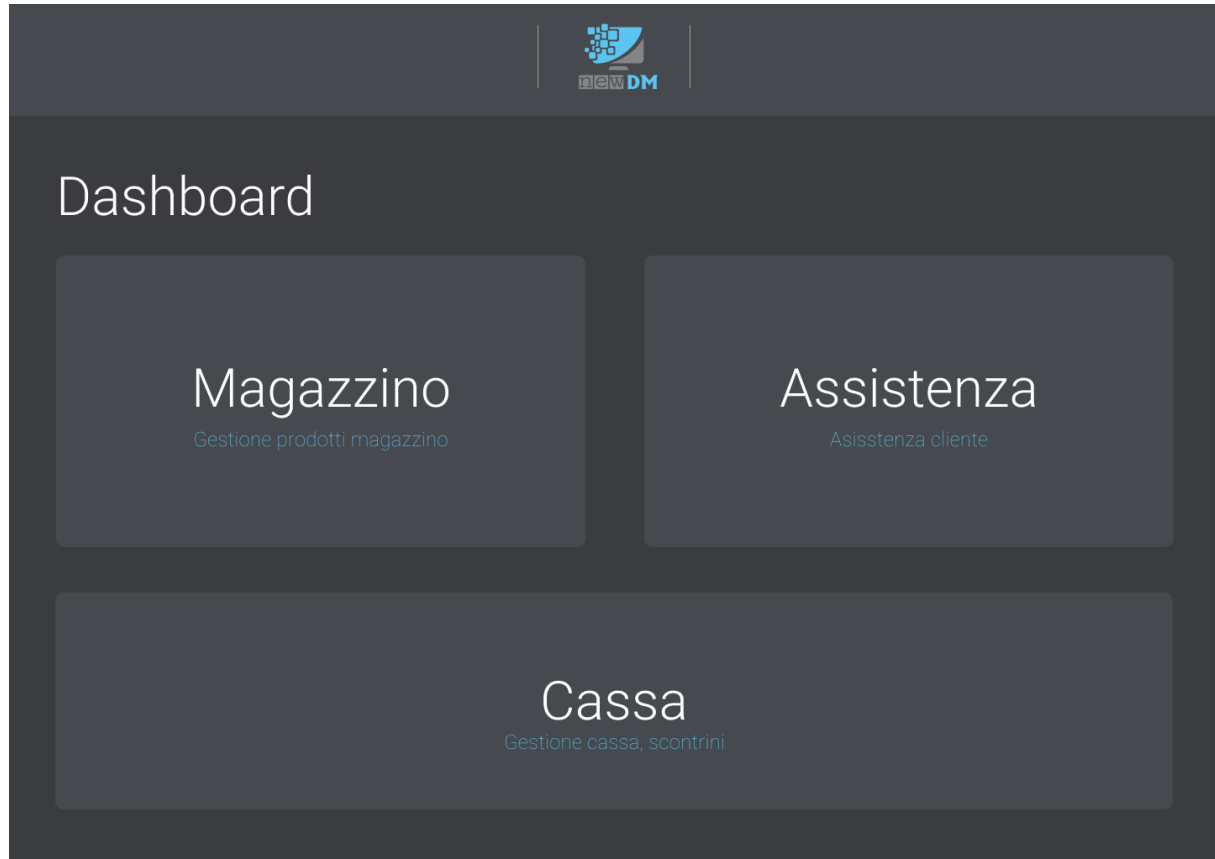 newDM
Dashboard
Magazzino
Gestione prodotti magazzino
Assistenza
Asisstenza cliente
Cassa
Gestione cassa, scontrini